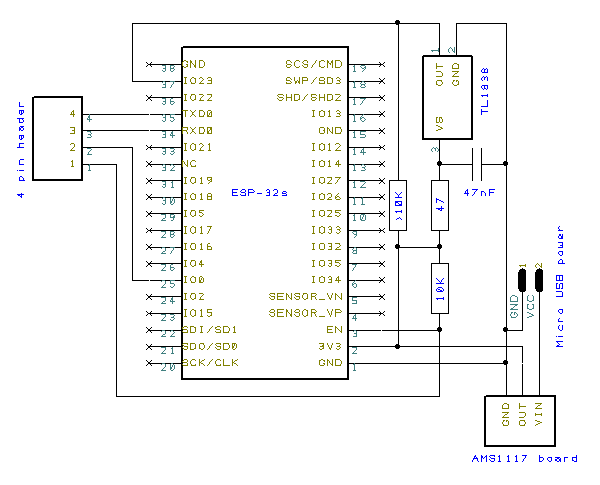 ESP-32s
GND 38
IO23 37
IO22 36
TXD0 35
RXD0 34
IO21 33
NC 32
IO19 31
IO18 30
IO5 29
IO17 28
IO16 27
IO4 26
IO0 25
IO2 24
IO15 23
SDI/SD1 22
SDO/SD0 21
SCK/CLK 20
SCS/CMD 19
SWP/SD3 18
SHD/SHD2 17
IO13 16
GND 15
IO12 14
IO14 13
IO27 12
IO26 11
IO25 10
IO33 9
IO32 8
IO35 7
IO34 6
SENSOR_VN 5
SENSOR_VP 4
EN 3
3V3 2
GND 1
4 pin header
4 4
3 3
2 2
1 1
OUT 1
GND 2
VS 3
TL1838
47nF
>10K
47
10K
GND 1
VCC 2
Micro USB power
GND
OUT
VIN
AMS1117 board